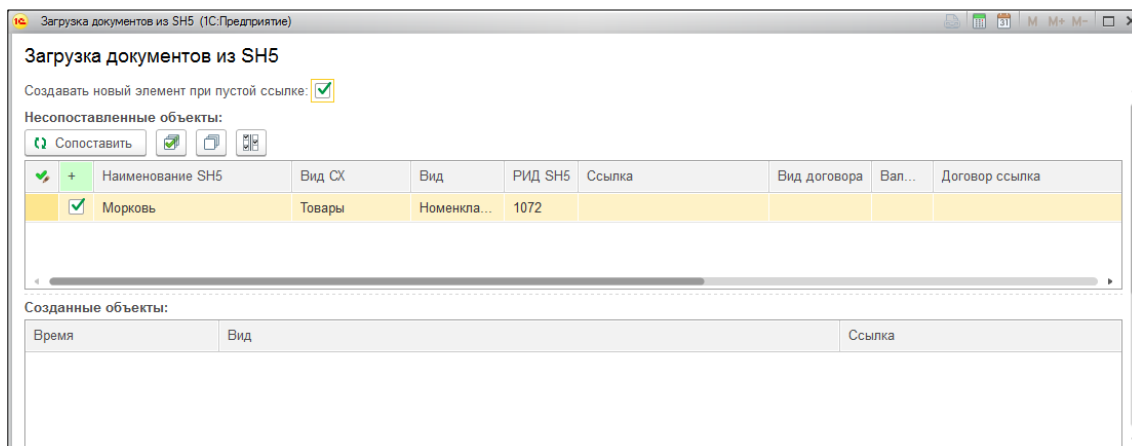 1С Загрузка документов из SH5 (1С:Предприятие) 31 M M+ M-
Загрузка документов из SH5
Создавать новый элемент при пустой ссылке:
Несопоставленные объекты:
Сопоставить
+ Наименование SH5 Вид СХ Вид РИД SH5 Ссылка Вид договора Вал... Договор ссылка
Морковь Товары Номенкла... 1072
Созданные объекты:
Время Вид Ссылка